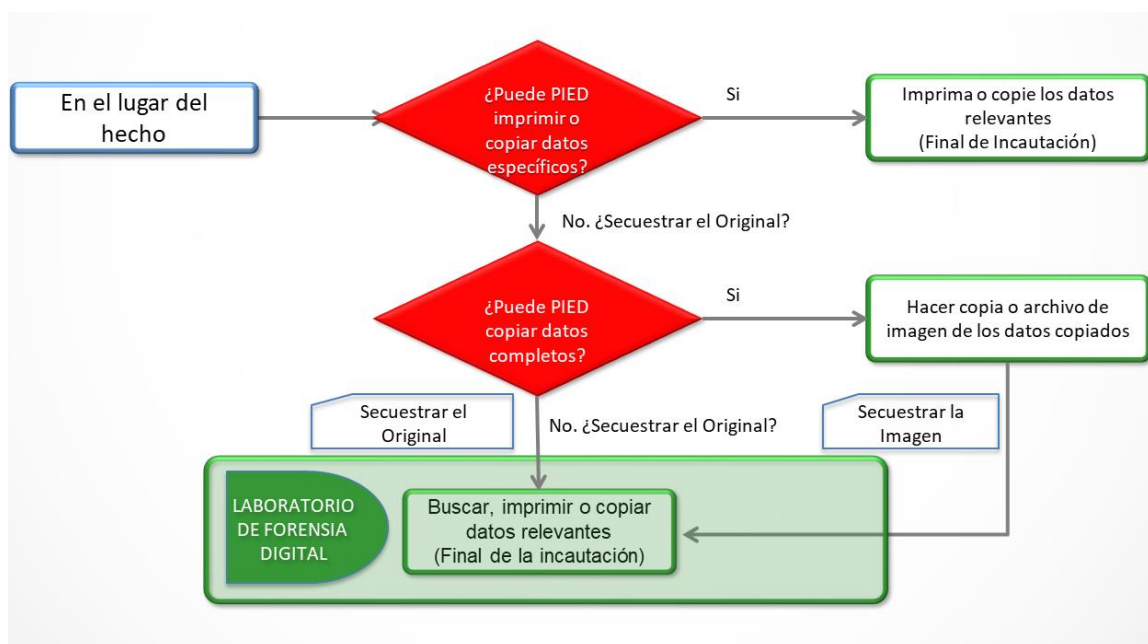 En el lugar del
hecho
¿Puede PIED
imprimir o
copiar datos
específicos?
Si
Imprima o copie los datos
relevantes
(Final de Incautación)
No. ¿Secuestrar el Original?
¿Puede PIED
copiar datos
completos?
Si
Hacer copia o archivo de
imagen de los datos copiados
Secuestrar el
Original
No. ¿Secuestrar el Original?
Secuestrar la
Imagen
LABORATORIO
DE FORENSIA
DIGITAL
Buscar, imprimir o copiar
datos relevantes
(Final de la incautación)